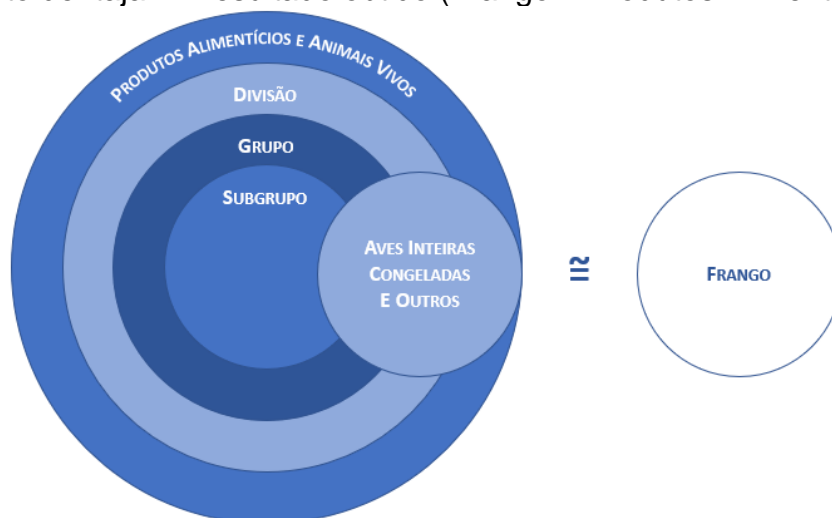 PRODUTOS ALIMENTÍCIOS E ANIMAIS VIVOS
DIVISÃO
GRUPO
SUBGRUPO
AVES INTEIRAS
CONGELADAS
E OUTROS
≅
FRANGO